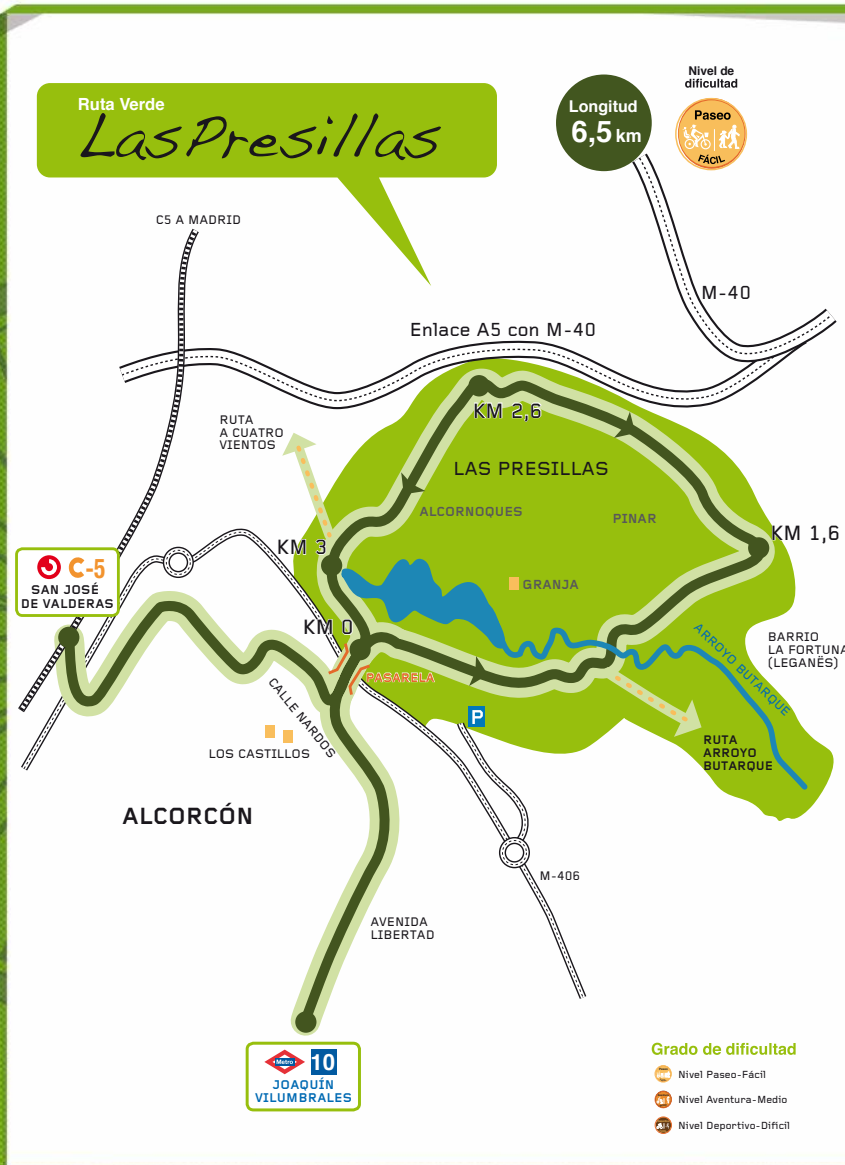 Ruta Verde
Las Presillas
Longitud
6,5 km
Nivel de
dificultad
Paseo
FÁCIL
C5 A MADRID
M-40
Enlace A5 con M-40
KM 2,6
RUTA
A CUATRO
VIENTOS
LAS PRESILLAS
ALCORNOQUES
PINAR
KM 1,6
KM 3
C-5
SAN JOSÉ
DE VALDERAS
GRANJA
KM 0
ARROYO BUTARQUE
BARRIO
LA FORTUNA
(LEGANËS)
PASARELA
CALLE NARDOS
P
LOS CASTILLOS
RUTA
ARROYO
BUTARQUE
ALCORCÓN
M-406
AVENIDA
LIBERTAD
Metro
10
JOAQUÍN
VILUMBRALES
Grado de dificultad
Nivel Paseo-Fácil
Nivel Aventura-Medio
Nivel Deportivo-Difícil